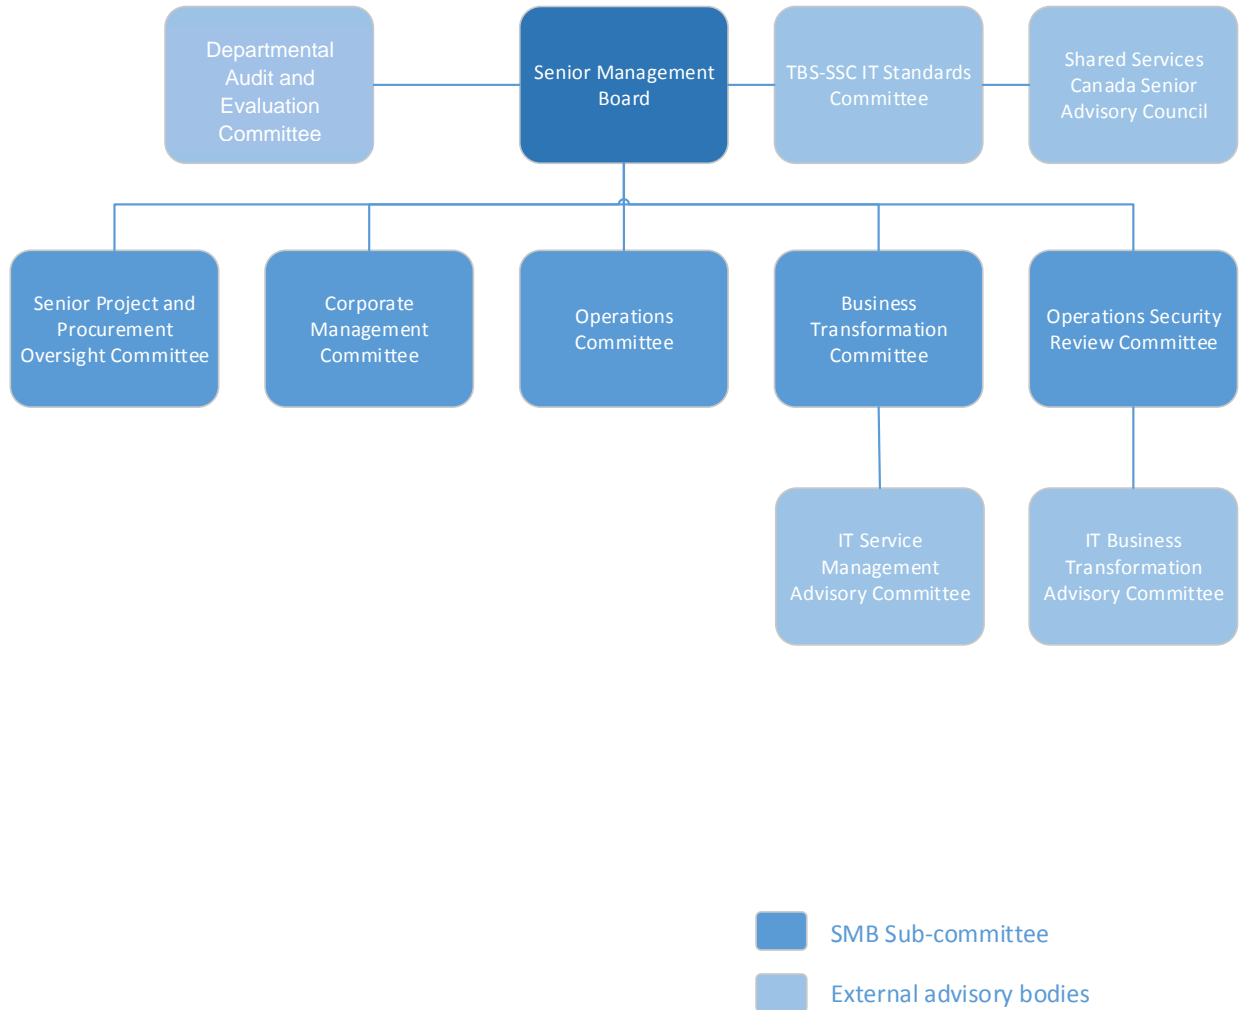 Departmental
Audit and
Evaluation
Committee
Senior Management
Board
TBS-SSC IT Standards
Committee
Shared Services
Canada Senior
Advisory Council
Senior Project and
Procurement
Oversight Committee
Corporate
Management
Committee
Operations
Committee
Business
Transformation
Committee
Operations Security
Review Committee
IT Service
Management
Advisory Committee
IT Business
Transformation
Advisory Committee
SMB Sub-committee
External advisory bodies